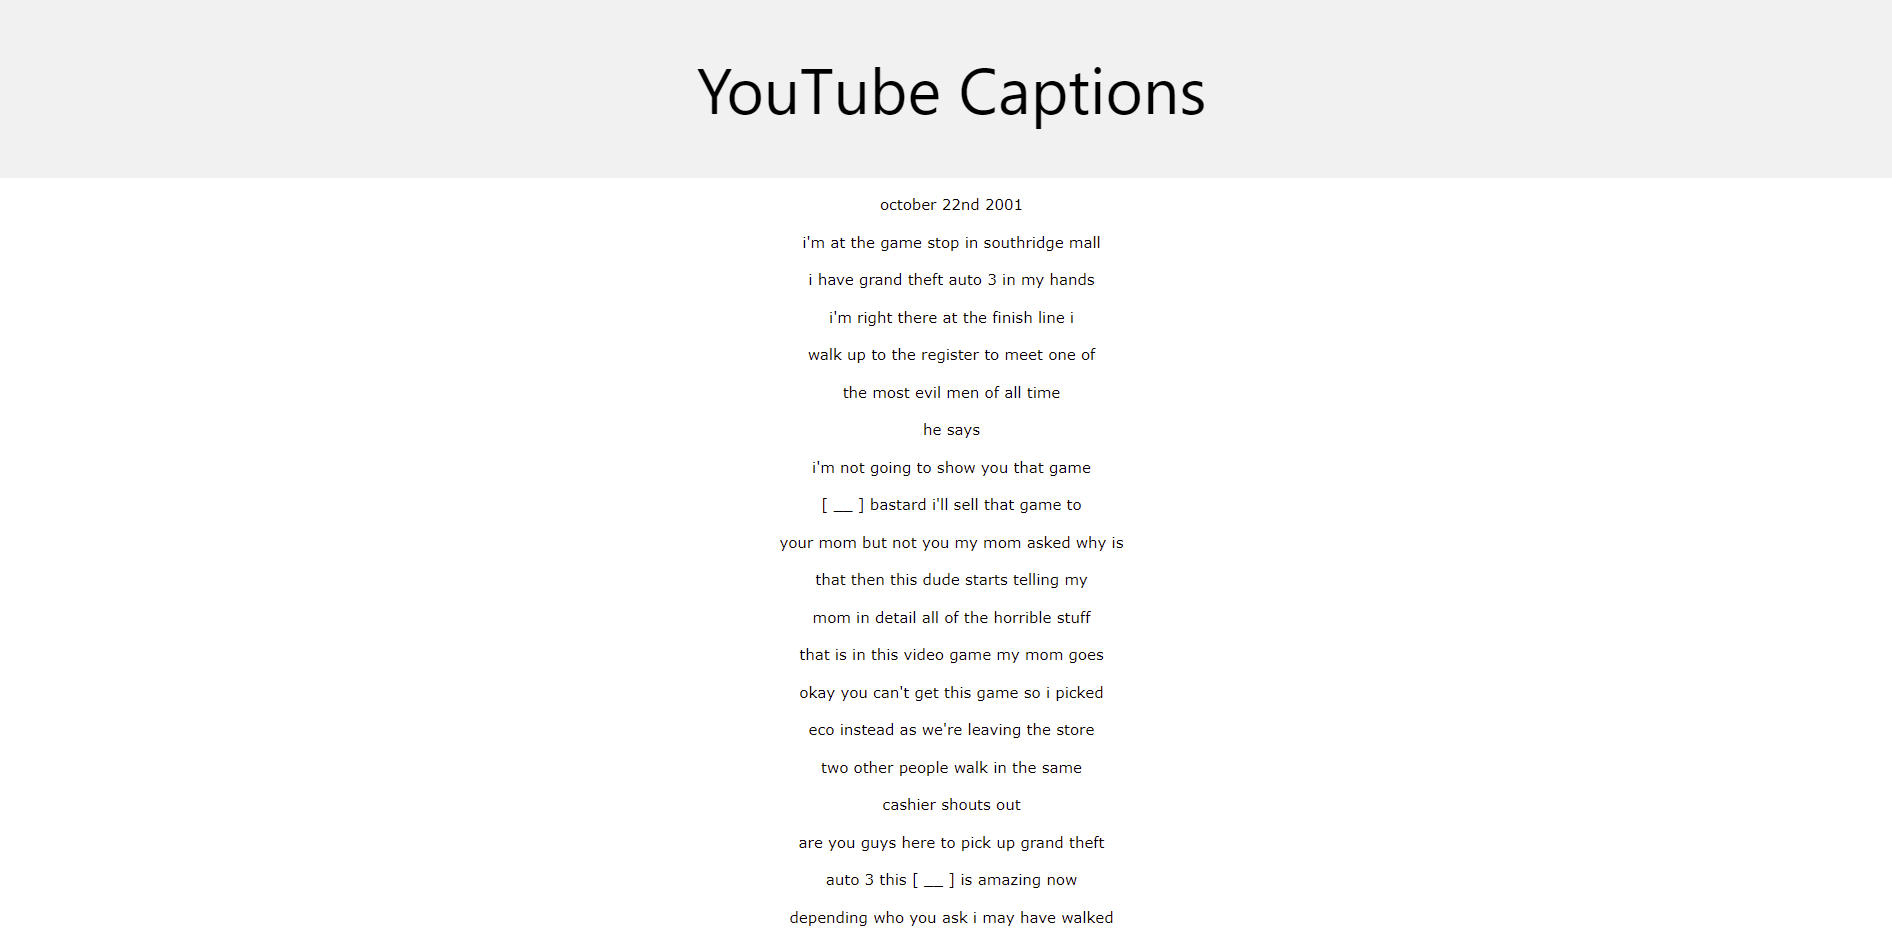 YouTube Captions
october 22nd 2001
i'm at the game stop in southridge mall
i have grand theft auto 3 in my hands
i'm right there at the finish line i
walk up to the register to meet one of
the most evil men of all time
he says
i'm not going to show you that game
[ __ ] bastard i'll sell that game to
your mom but not you my mom asked why is
that then this dude starts telling my
mom in detail all of the horrible stuff
that is in this video game my mom goes
okay you can't get this game so i picked
eco instead as we're leaving the store
two other people walk in the same
cashier shouts out
are you guys here to pick up grand theft
auto 3 this [ __ ] is amazing now
depending who you ask i may have walked